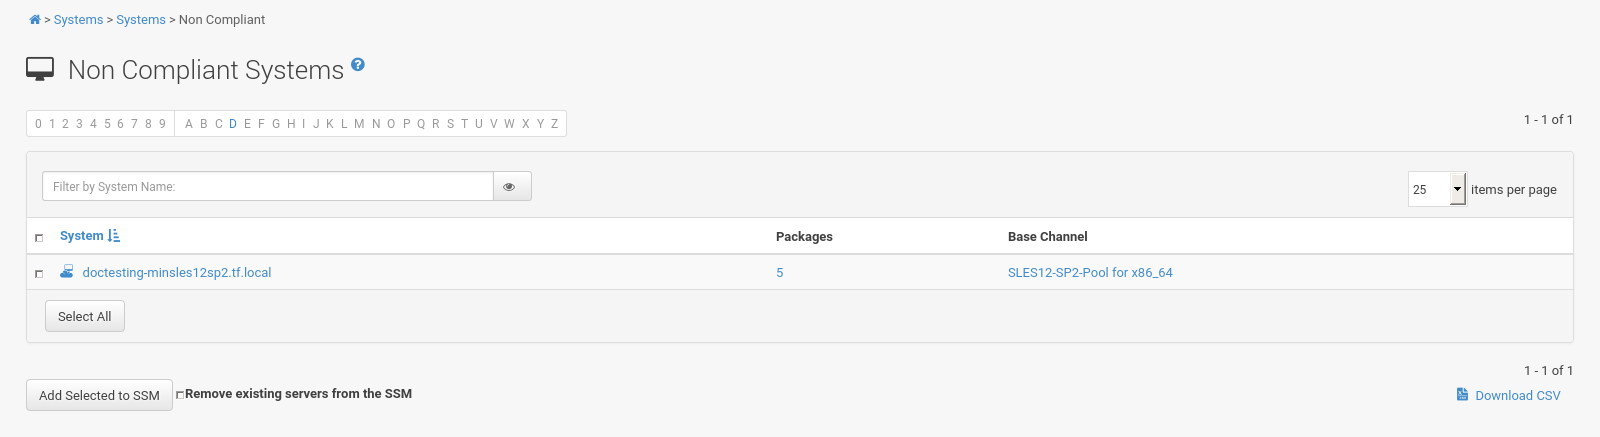 > Systems > Systems > Non Compliant
Non Compliant Systems ?
0 1 2 3 4 5 6 7 8 9 A B C D E F G H I J K L M N O P Q R S T U V W X Y Z
1 - 1 of 1
Filter by System Name:
25 items per page
System Packages Base Channel
doctesting-minsles12sp2.tf.local 5 SLES12-SP2-Pool for x86_64
Select All
1 - 1 of 1
Add Selected to SSM Remove existing servers from the SSM
Download CSV